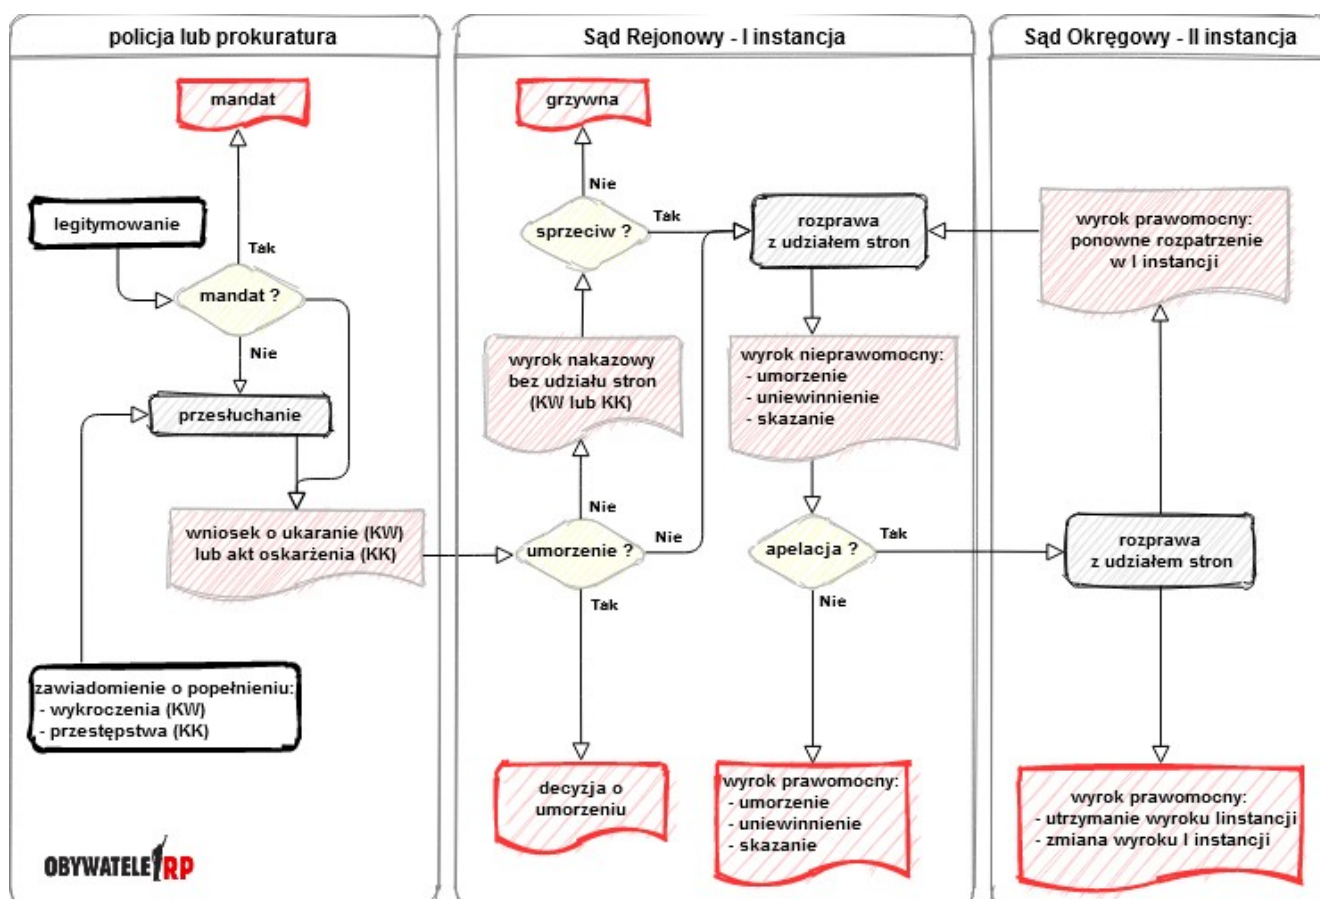 policja lub prokuratura
mandat
legitymowanie
Tak
mandat ?
Nie
przesłuchanie
wniosek o ukaranie (KW)
lub akt oskarżenia (KK)
zawiadomienie o popełnieniu:
- wykroczenia (KW)
- przestępstwa (KK)
OBYWATELE RP
Sąd Rejonowy - I instancja
grzywna
Nie
sprzeciw ?
Tak
rozprawa
z udziałem stron
wyrok nakazowy
bez udziału stron
(KW lub KK)
wyrok nieprawomocny:
- umorzenie
- uniewinnienie
- skazanie
Nie
umorzenie ?
Nie
Tak
apelacja ?
Tak
Nie
decyzja o
umorzeniu
wyrok prawomocny:
- umorzenie
- uniewinnienie
- skazanie
Sąd Okręgowy - II instancja
wyrok prawomocny:
ponowne rozpatrzenie
w I instancji
rozprawa
z udziałem stron
wyrok prawomocny:
- utrzymanie wyroku Iinstancji
- zmiana wyroku I instancji